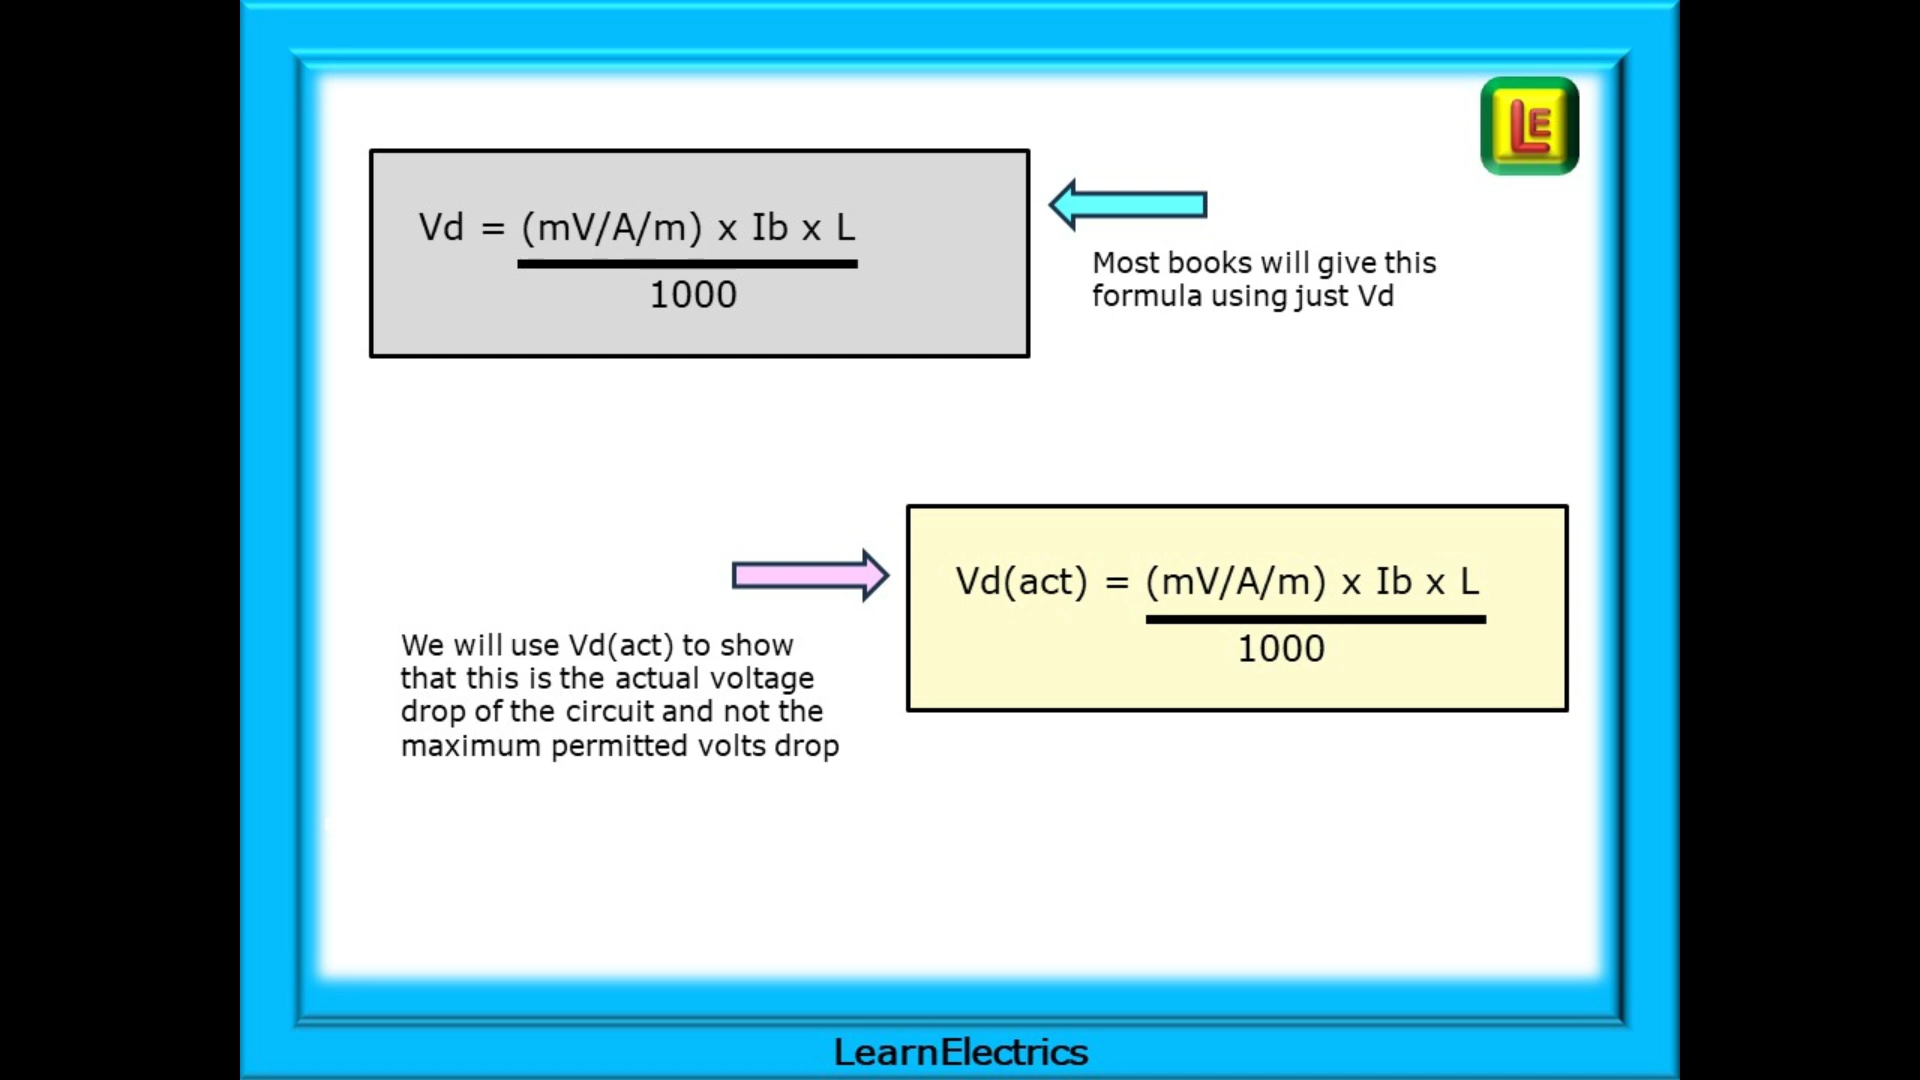 LE
Vd = (mV/A/m) x Ib x L
1000
Most books will give this
formula using just Vd
Vd(act) = (mV/A/m) x Ib x L
1000
We will use Vd(act) to show
that this is the actual voltage
drop of the circuit and not the
maximum permitted volts drop
LearnElectrics